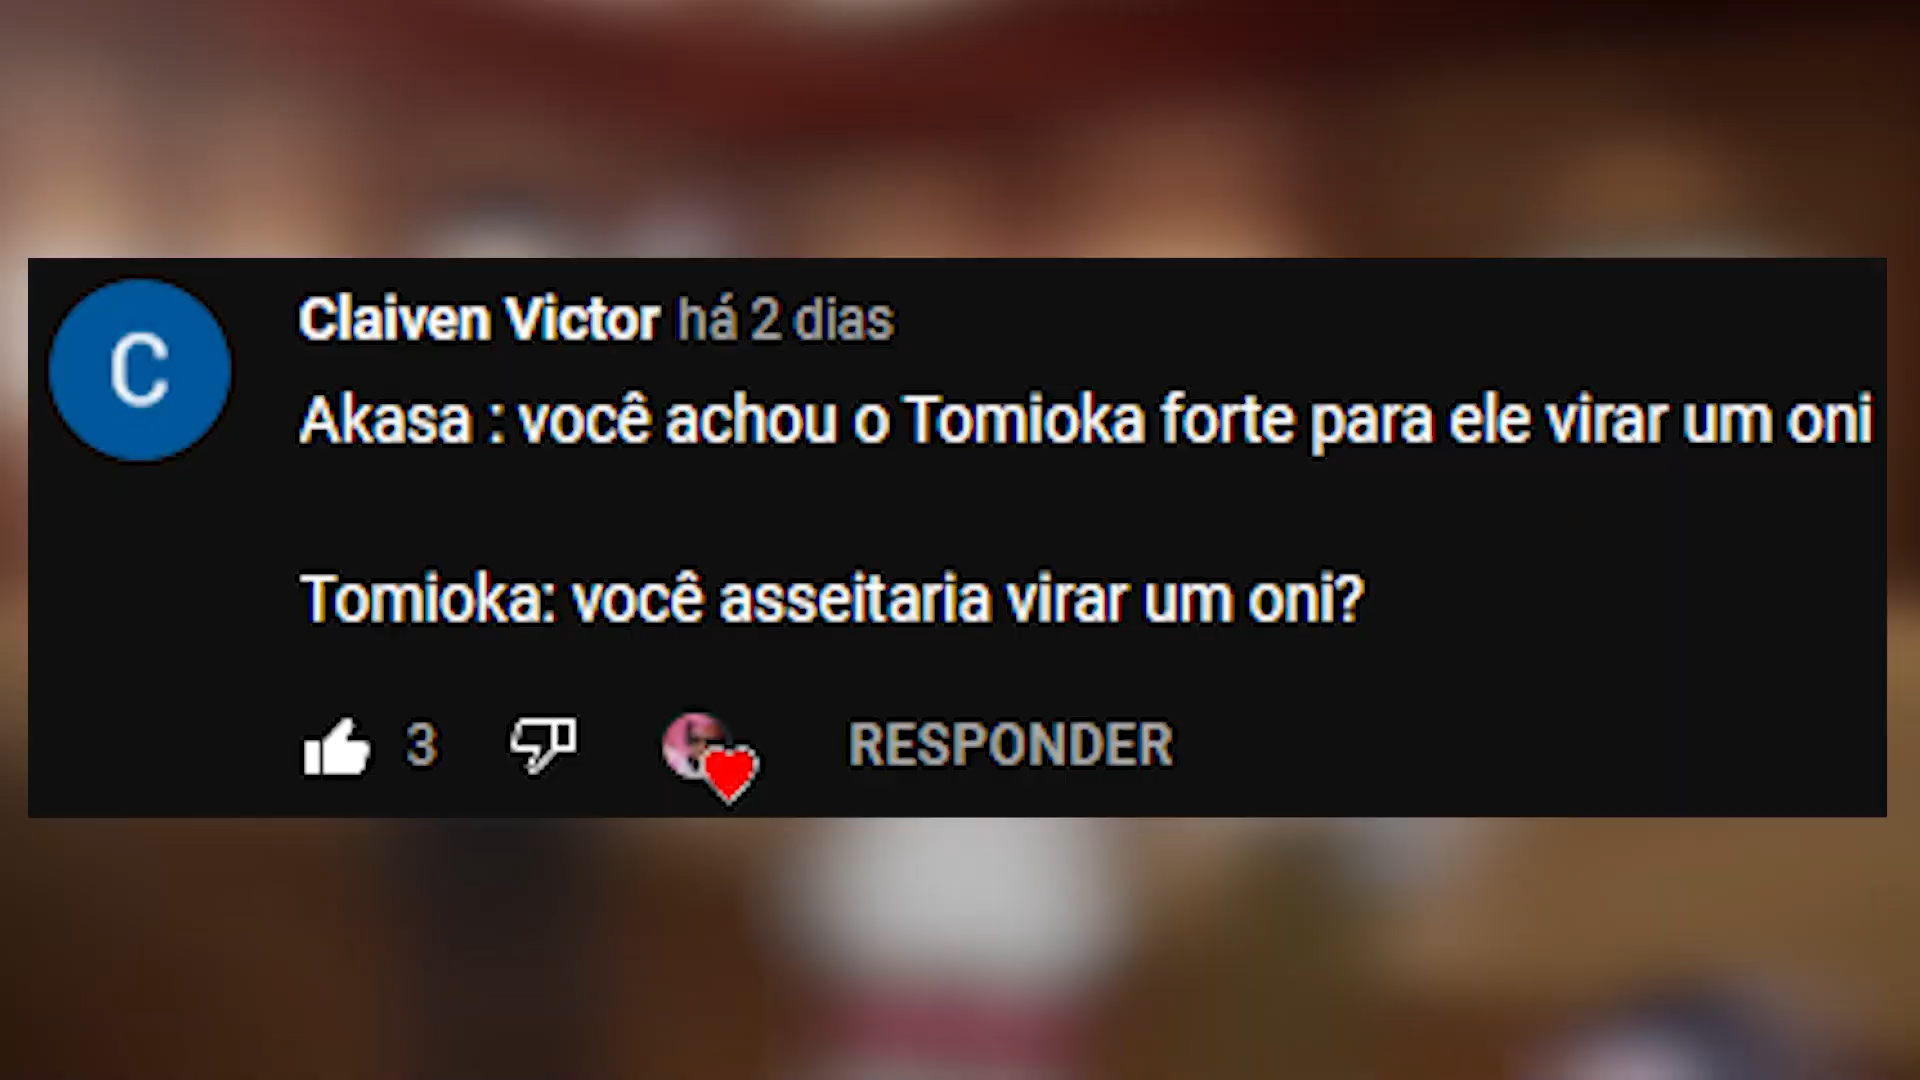 C
Claiven Victor há 2 dias
Akasa : você achou o Tomioka forte para ele virar um oni
Tomioka: você asseitaria virar um oni?
3 RESPONDER